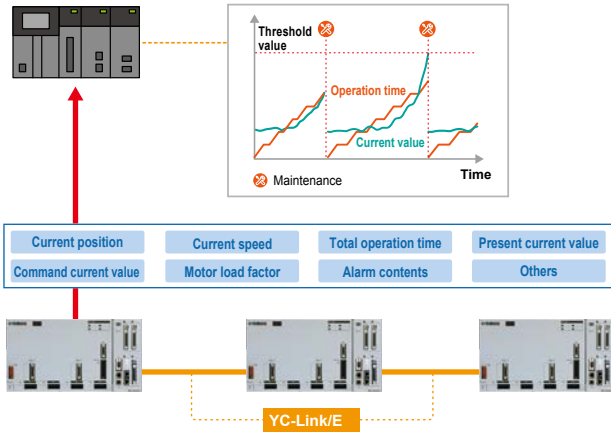 Threshold
value
Operation time
Current value
Time
Maintenance
Current position
Current speed
Total operation time
Present current value
Command current value
Motor load factor
Alarm contents
Others
YC-Link/E